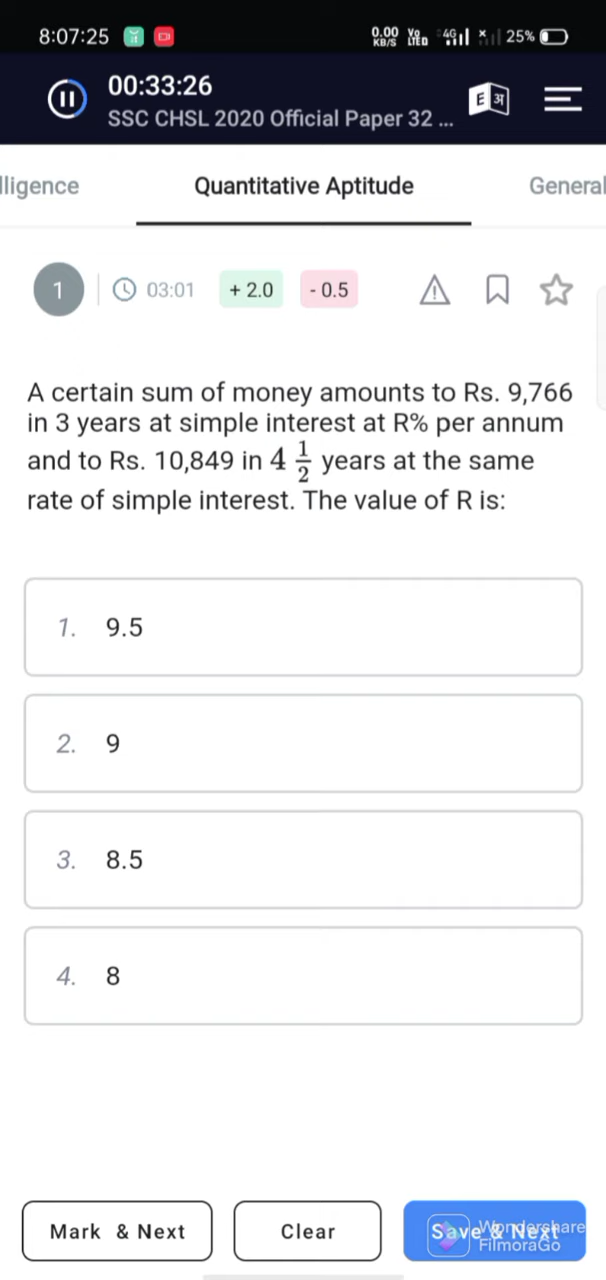 8:07:25 0.00 KB/S Vo LTE D 4G 25%
00:33:26
SSC CHSL 2020 Official Paper 32 ...
E अ
lligence Quantitative Aptitude General
1 03:01 + 2.0 - 0.5
A certain sum of money amounts to Rs. 9,766
in 3 years at simple interest at R% per annum
and to Rs. 10,849 in 4 1/2 years at the same
rate of simple interest. The value of R is:
1. 9.5
2. 9
3. 8.5
4. 8
Mark & Next Clear Save & Next
Wondershare
FilmoraGo